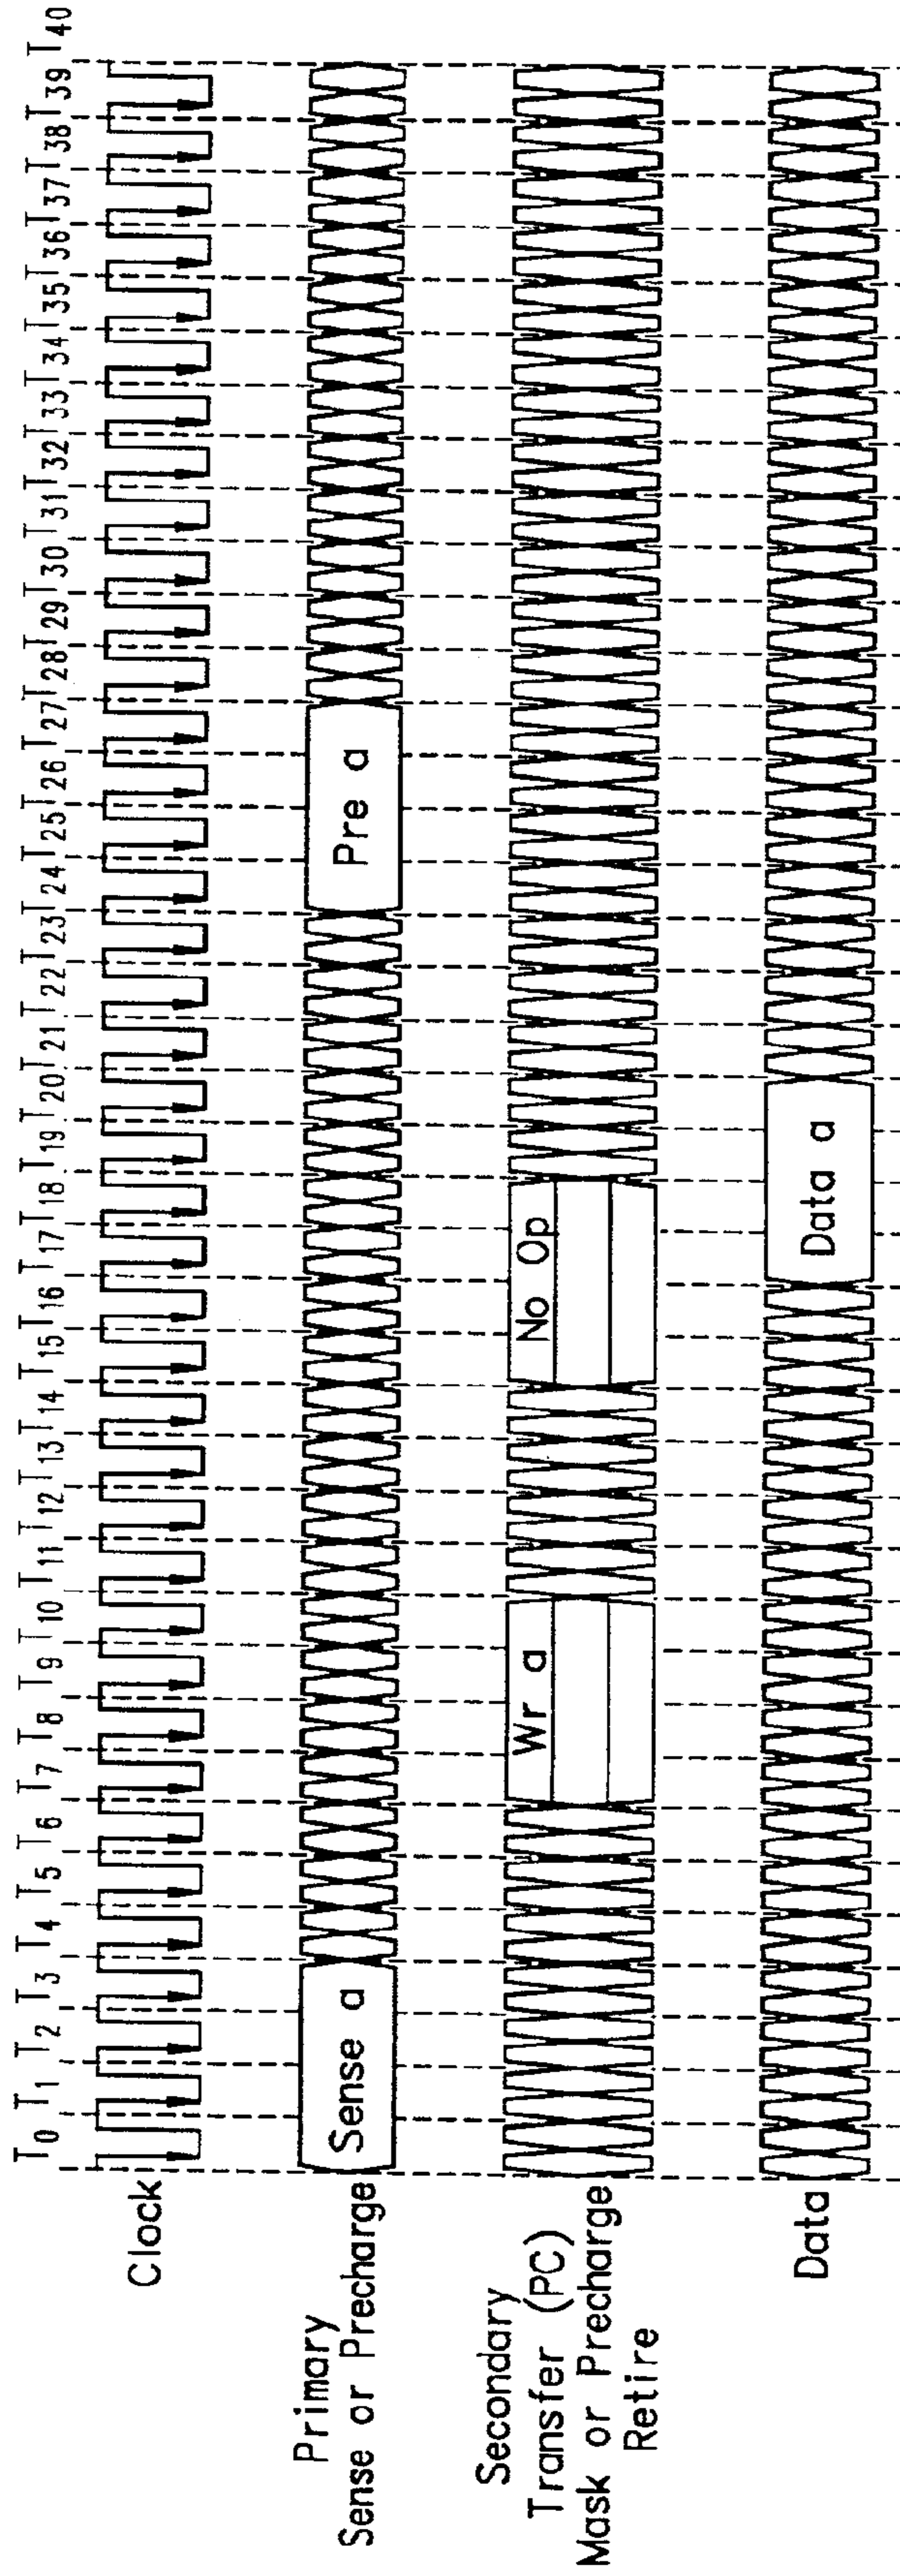 T0 T1 T2 T3 T4 T5 T6 T7 T8 T9 T10 T11 T12 T13 T14 T15 T16 T17 T18 T19 T20 T21 T22 T23 T24 T25 T26 T27 T28 T29 T30 T31 T32 T33 T34 T35 T36 T37 T38 T39 T40
Clock
Primary
Sense or Precharge
Sense a
Pre a
Secondary
Transfer (PC)
Mask or Precharge
Retire
Wr a
No Op
Data
Data a